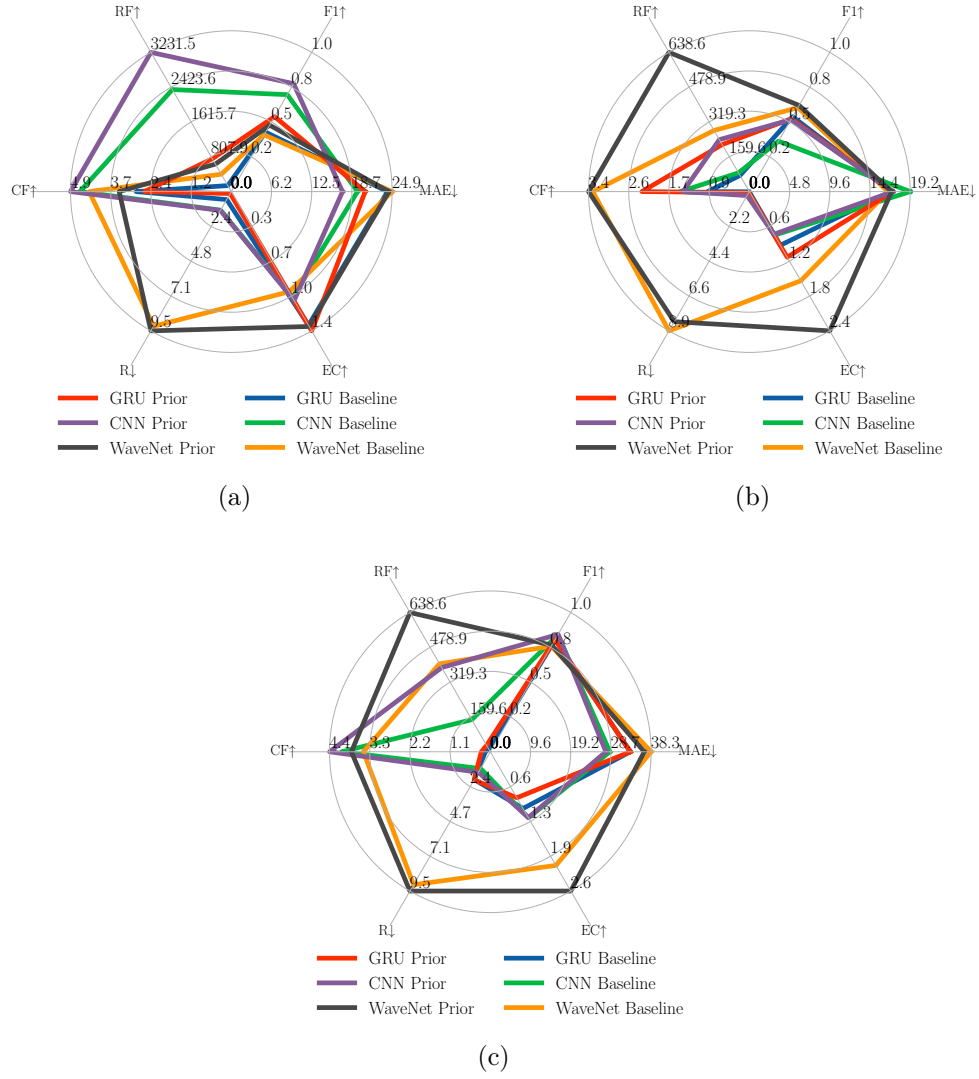 RF↑ F1↑
3231.5 1.0
2423.6 0.8
1615.7 0.5
807.9 0.2
CF↑ 4.9 3.7 2.4 1.2 0.0 6.2 12.5 18.7 24.9 MAE↓
2.4 0.3
4.8 0.7
7.1 1.0
9.5 1.4
R↓ EC↑
GRU Prior GRU Baseline
CNN Prior CNN Baseline
WaveNet Prior WaveNet Baseline
(a)
RF↑ F1↑
638.6 1.0
478.9 0.8
319.3 0.5
159.6 0.2
CF↑ 3.4 2.6 1.7 0.9 0.0 4.8 9.6 14.4 19.2 MAE↓
2.2 0.6
4.4 1.2
6.6 1.8
8.9 2.4
R↓ EC↑
GRU Prior GRU Baseline
CNN Prior CNN Baseline
WaveNet Prior WaveNet Baseline
(b)
RF↑ F1↑
638.6 1.0
478.9 0.8
319.3 0.5
159.6 0.2
CF↑ 4.4 3.3 2.2 1.1 0.0 9.6 19.2 28.7 38.3 MAE↓
2.4 0.6
4.7 1.3
7.1 1.9
9.5 2.6
R↓ EC↑
GRU Prior GRU Baseline
CNN Prior CNN Baseline
WaveNet Prior WaveNet Baseline
(c)